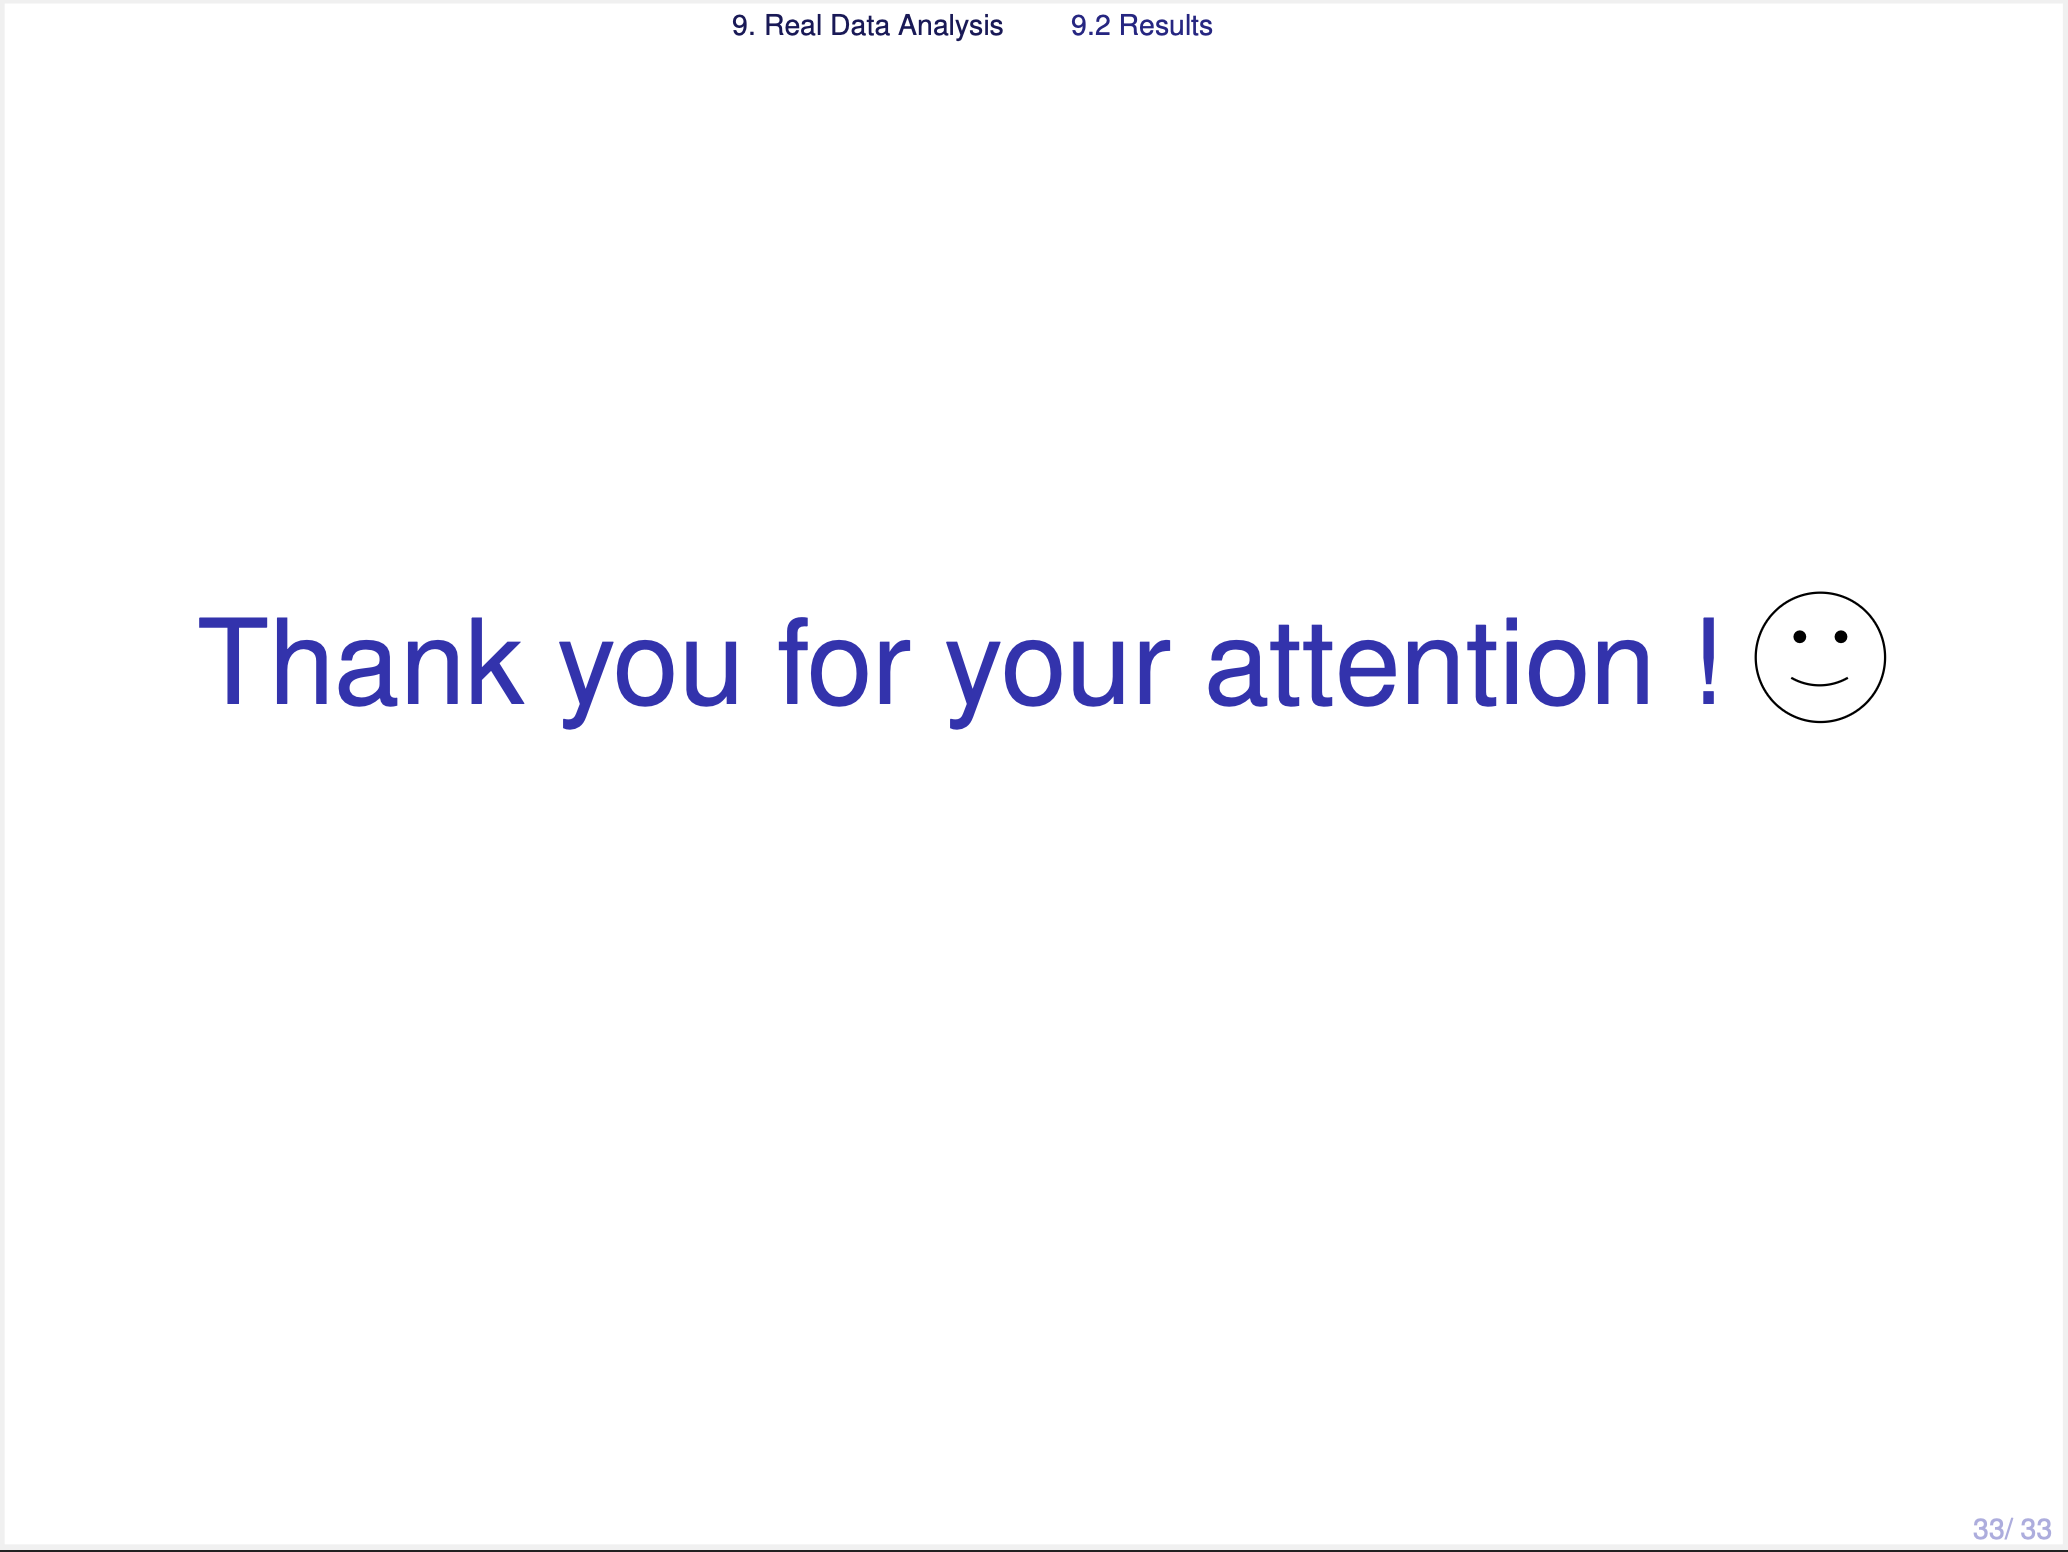 9. Real Data Analysis 9.2 Results
Thank you for your attention !
33/ 33